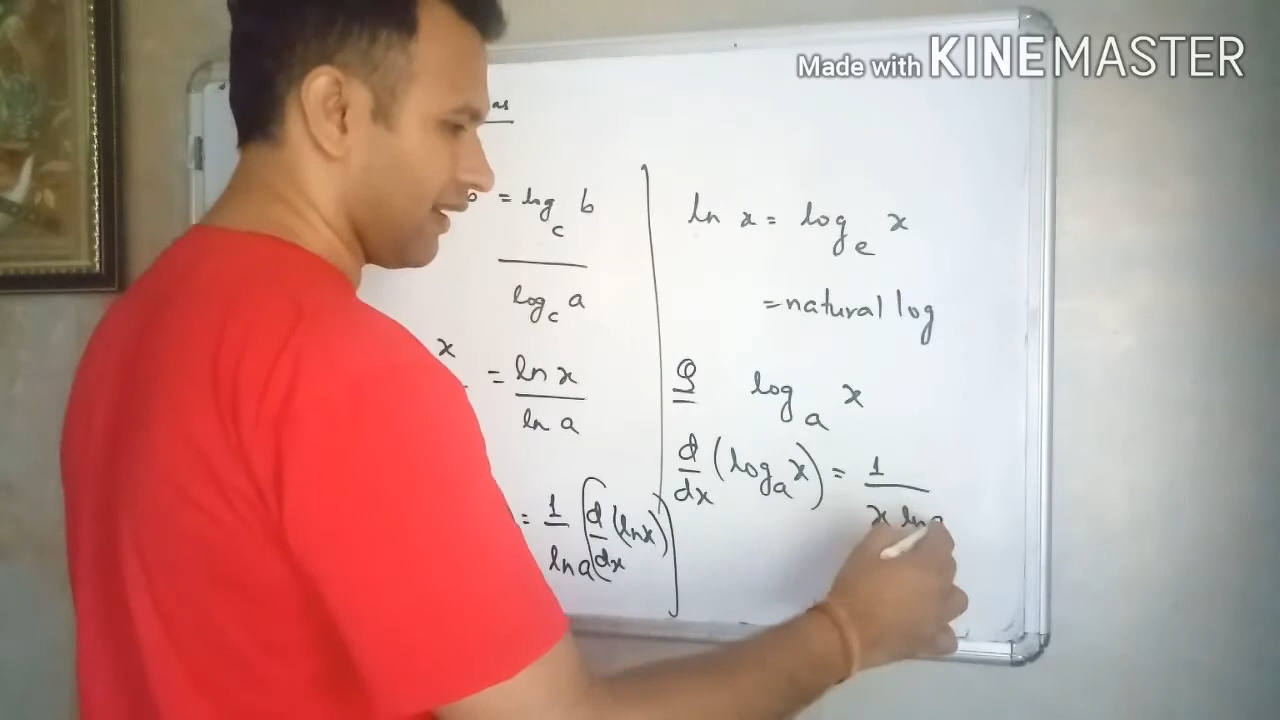 Made with KINEMASTER
as
= log_c b
log_c a
x
= ln x
ln a
= 1/ln a (d/dx (ln x))
ln x = log_e x
= natural log
Q log_a x
d/dx (log_a x) = 1
x ln a